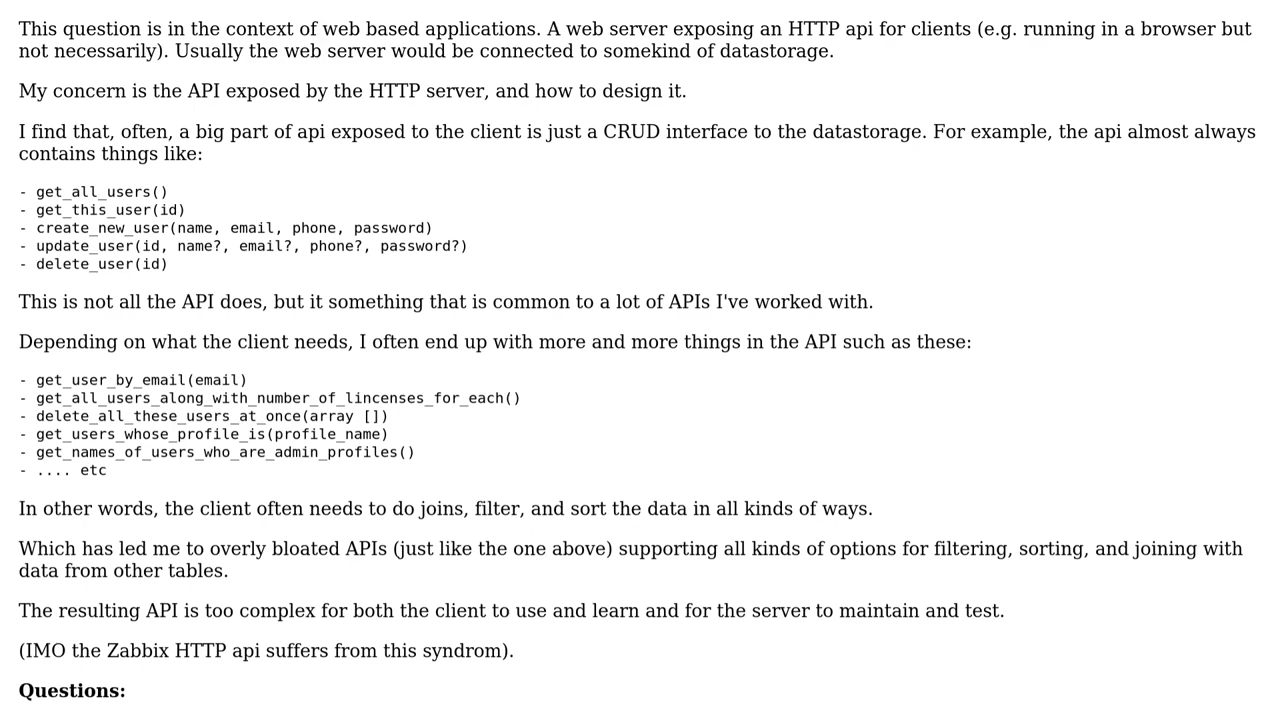 This question is in the context of web based applications. A web server exposing an HTTP api for clients (e.g. running in a browser but
not necessarily). Usually the web server would be connected to somekind of datastorage.
My concern is the API exposed by the HTTP server, and how to design it.
I find that, often, a big part of api exposed to the client is just a CRUD interface to the datastorage. For example, the api almost always
contains things like:
- get_all_users()
- get_this_user(id)
- create_new_user(name, email, phone, password)
- update_user(id, name?, email?, phone?, password?)
- delete_user(id)
This is not all the API does, but it something that is common to a lot of APIs I've worked with.
Depending on what the client needs, I often end up with more and more things in the API such as these:
- get_user_by_email(email)
- get_all_users_along_with_number_of_lincenses_for_each()
- delete_all_these_users_at_once(array [])
- get_users_whose_profile_is(profile_name)
- get_names_of_users_who_are_admin_profiles()
- .... etc
In other words, the client often needs to do joins, filter, and sort the data in all kinds of ways.
Which has led me to overly bloated APIs (just like the one above) supporting all kinds of options for filtering, sorting, and joining with
data from other tables.
The resulting API is too complex for both the client to use and learn and for the server to maintain and test.
(IMO the Zabbix HTTP api suffers from this syndrom).
Questions: